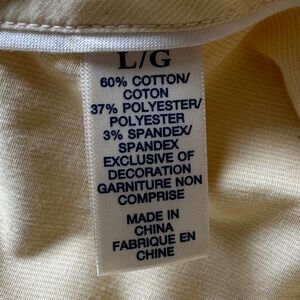 L/G
60% COTTON/
COTON
37% POLYESTER/
POLYESTER
3% SPANDEX/
SPANDEX
EXCLUSIVE OF
DECORATION
GARNITURE NON
COMPRISE
MADE IN
CHINA
FABRIQUE EN
CHINE